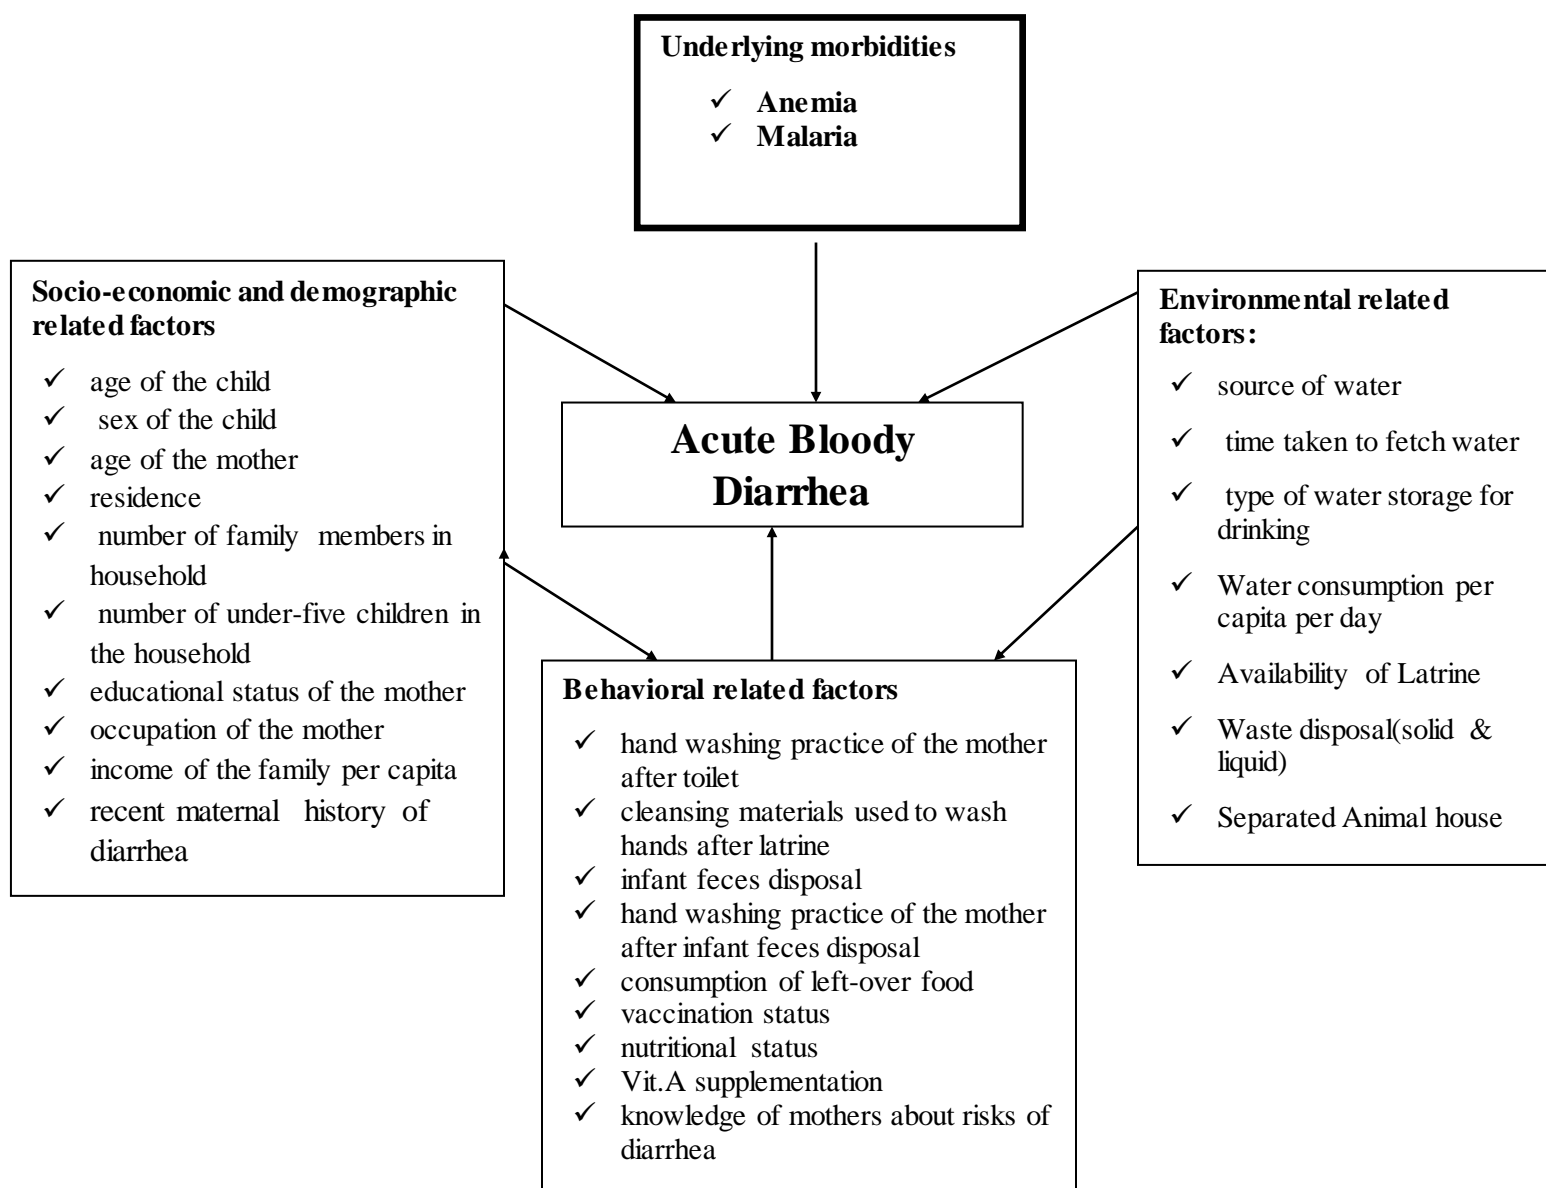 Underlying morbidities
✓ Anemia
✓ Malaria
Socio-economic and demographic
related factors
✓ age of the child
✓ sex of the child
✓ age of the mother
✓ residence
✓ number of family members in
household
✓ number of under-five children in
the household
✓ educational status of the mother
✓ occupation of the mother
✓ income of the family per capita
✓ recent maternal history of
diarrhea
Acute Bloody
Diarrhea
Environmental related
factors:
✓ source of water
✓ time taken to fetch water
✓ type of water storage for
drinking
✓ Water consumption per
capita per day
✓ Availability of Latrine
✓ Waste disposal(solid &
liquid)
✓ Separated Animal house
Behavioral related factors
✓ hand washing practice of the mother
after toilet
✓ cleansing materials used to wash
hands after latrine
✓ infant feces disposal
✓ hand washing practice of the mother
after infant feces disposal
✓ consumption of left-over food
✓ vaccination status
✓ nutritional status
✓ Vit.A supplementation
✓ knowledge of mothers about risks of
diarrhea